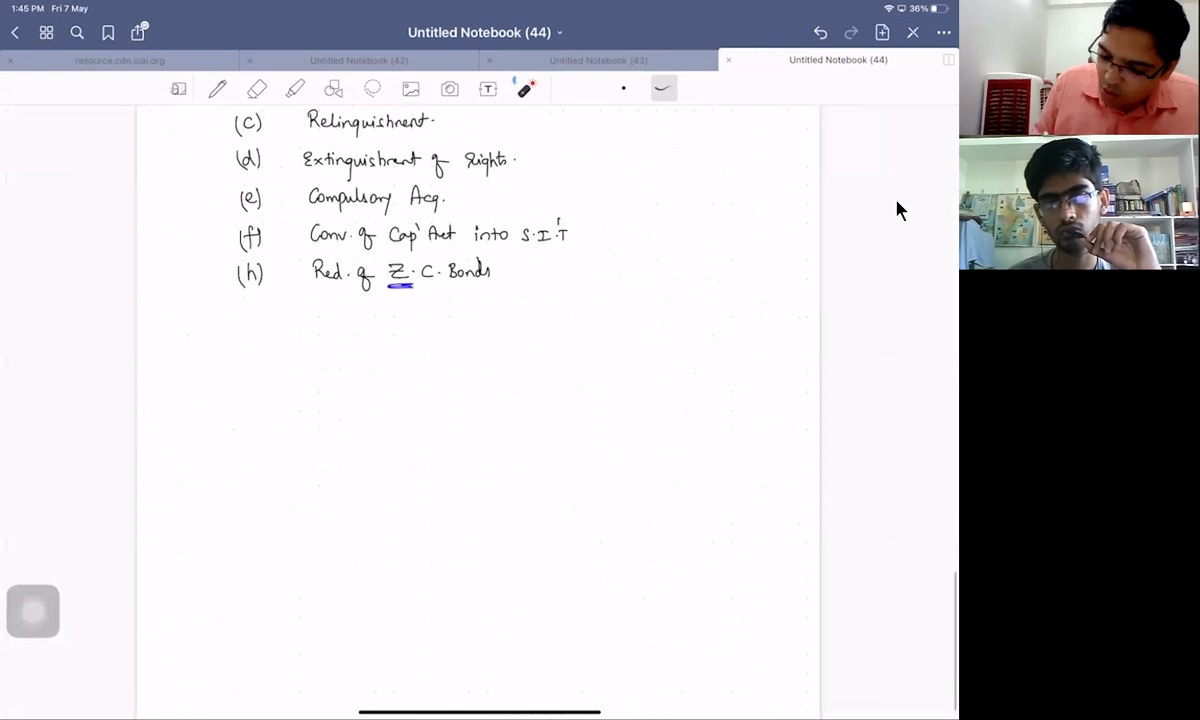 1:45 PM Fri 7 May
36%
Untitled Notebook (44)
resource.cdn.icai.org
Untitled Notebook (42)
Untitled Notebook (43)
Untitled Notebook (44)
(c) Relinquishment.
(d) Extinguishment of rights.
(e) Compulsory Acq.
(f) Conv. of Cap' Aet into S.I.T
(h) Red. of Z.C. Bonds